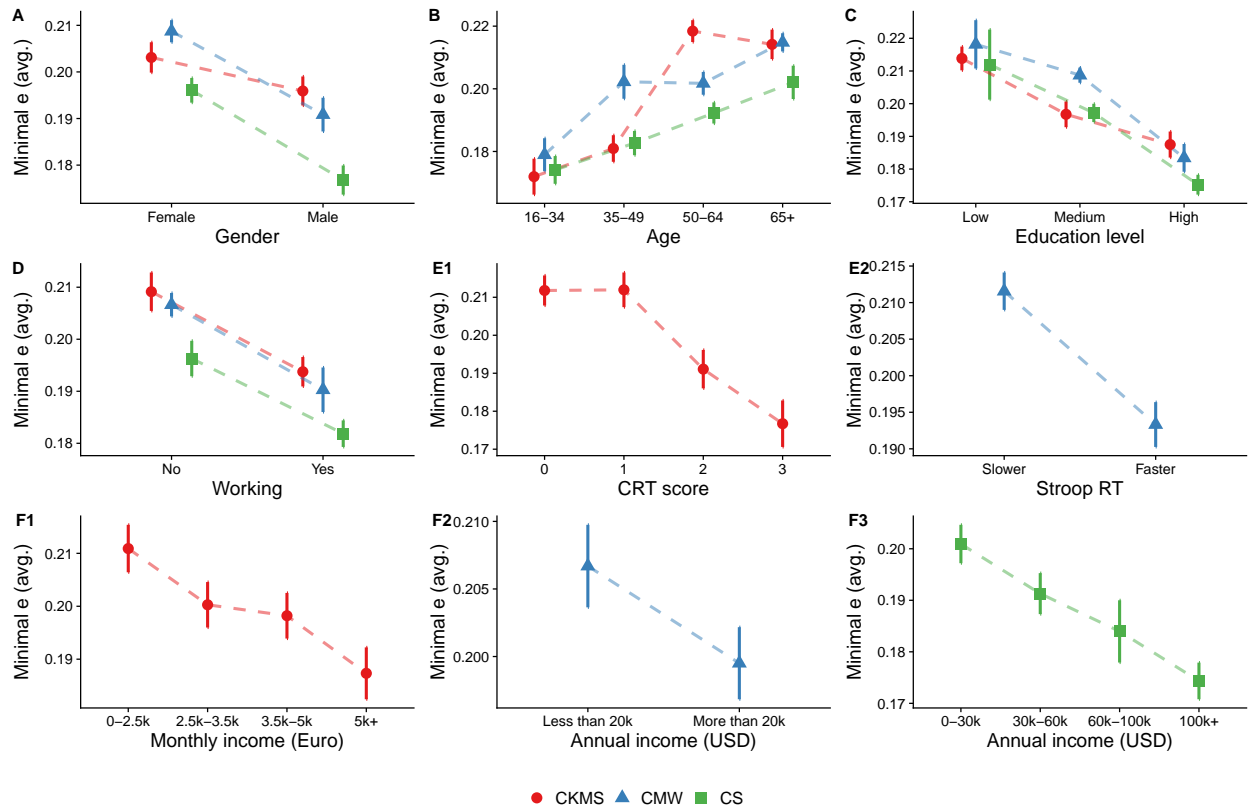 A
Minimal e (avg.)
0.21
0.20
0.19
0.18
Female
Male
Gender
B
Minimal e (avg.)
0.22
0.20
0.18
16–34
35–49
50–64
65+
Age
C
Minimal e (avg.)
0.22
0.21
0.20
0.19
0.18
0.17
Low
Medium
High
Education level
D
Minimal e (avg.)
0.21
0.20
0.19
0.18
No
Yes
Working
E1
Minimal e (avg.)
0.21
0.20
0.19
0.18
0.17
0
1
2
3
CRT score
E2
Minimal e (avg.)
0.215
0.210
0.205
0.200
0.195
0.190
Slower
Faster
Stroop RT
F1
Minimal e (avg.)
0.21
0.20
0.19
0–2.5k
2.5k–3.5k
3.5k–5k
5k+
Monthly income (Euro)
F2
Minimal e (avg.)
0.210
0.205
0.200
Less than 20k
More than 20k
Annual income (USD)
F3
Minimal e (avg.)
0.20
0.19
0.18
0.17
0–30k
30k–60k
60k–100k
100k+
Annual income (USD)
CKMS
CMW
CS